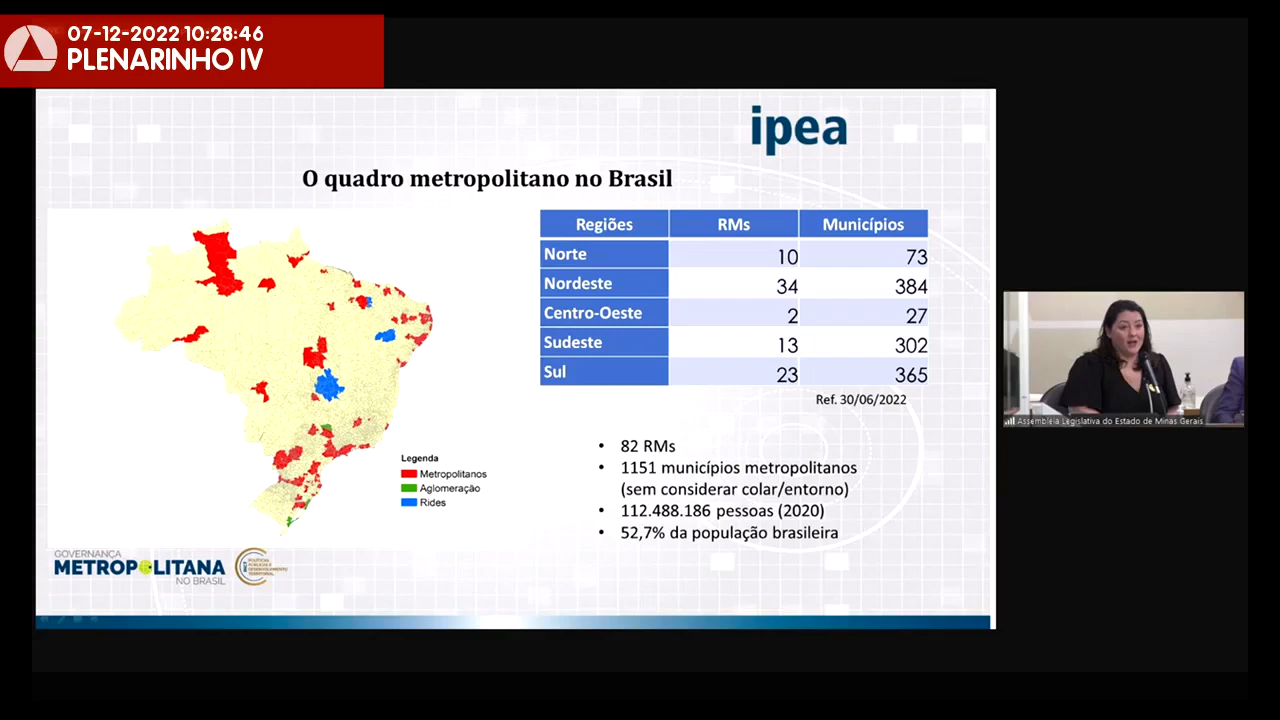 07-12-2022 10:28:46
PLENARINHO IV
ipea
O quadro metropolitano no Brasil
Regiões RMs Municípios
Norte 10 73
Nordeste 34 384
Centro-Oeste 2 27
Sudeste 13 302
Sul 23 365
Ref. 30/06/2022
Legenda
Metropolitanos
Aglomeração
Rides
• 82 RMs
• 1151 municípios metropolitanos
(sem considerar colar/entorno)
• 112.488.186 pessoas (2020)
• 52,7% da população brasileira
GOVERNANÇA
METROPOLITANA
NO BRASIL
Assembleia Legislativa do Estado de Minas Gerais